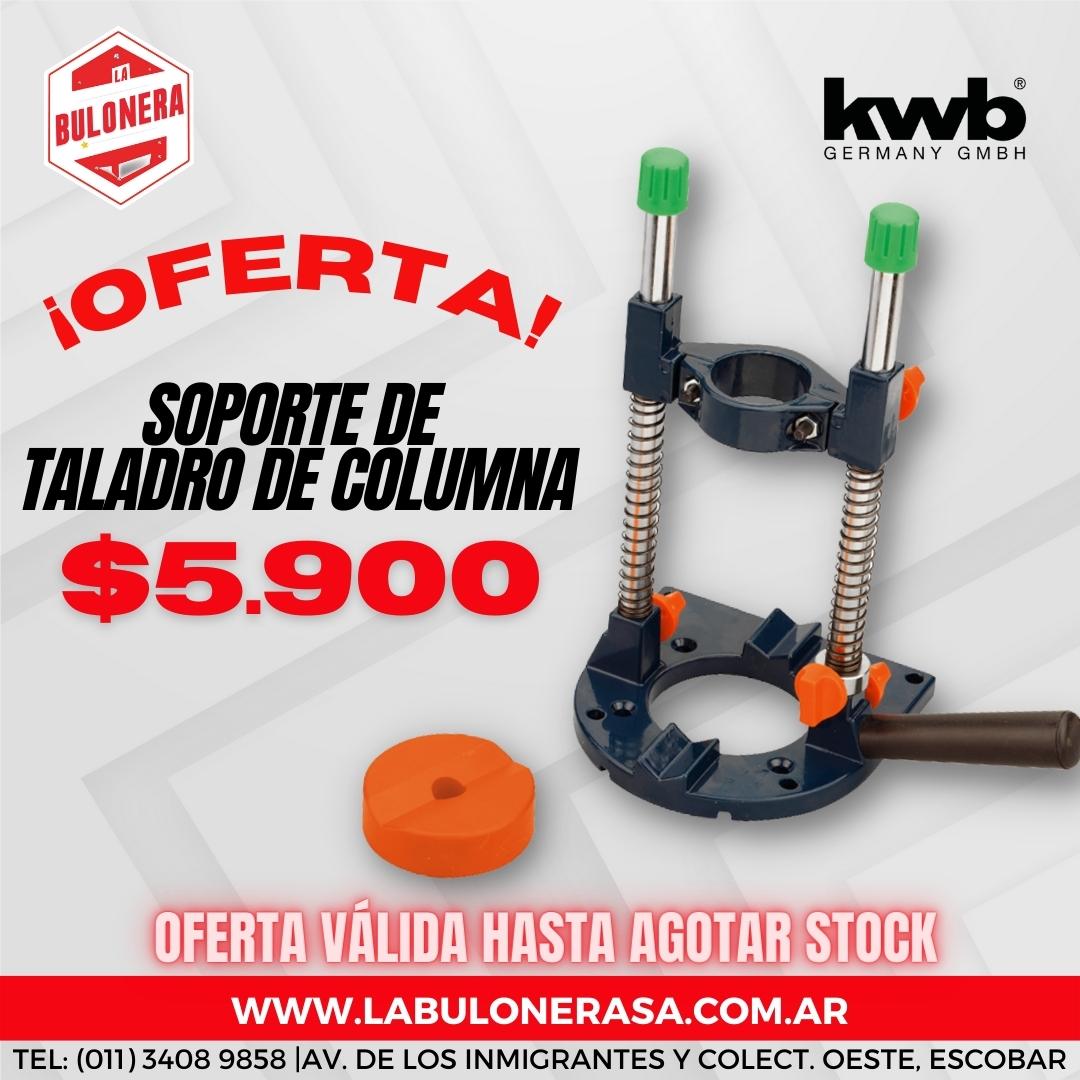 LA
BULONERA
kwb®
GERMANY GMBH
¡OFERTA!
SOPORTE DE
TALADRO DE COLUMNA
$5.900
OFERTA VÁLIDA HASTA AGOTAR STOCK
WWW.LABULONERASA.COM.AR
TEL: (011) 3408 9858 |AV. DE LOS INMIGRANTES Y COLECT. OESTE, ESCOBAR